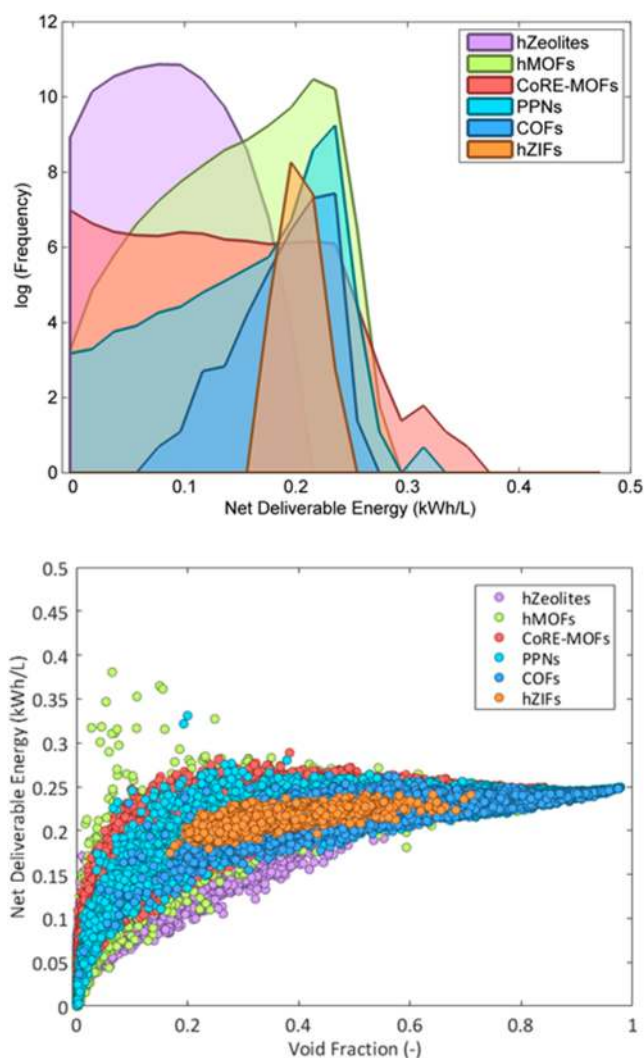 12
10
8
6
4
2
0
log (Frequency)
hZeolites
hMOFs
CoRE-MOFs
PPNs
COFs
hZIFs
0 0.1 0.2 0.3 0.4 0.5
Net Deliverable Energy (kWh/L)
0.5
0.45
0.4
0.35
0.3
0.25
0.2
0.15
0.1
0.05
0
Net Deliverable Energy (kWh/L)
hZeolites
hMOFs
CoRE-MOFs
PPNs
COFs
hZIFs
0 0.2 0.4 0.6 0.8 1
Void Fraction (-)